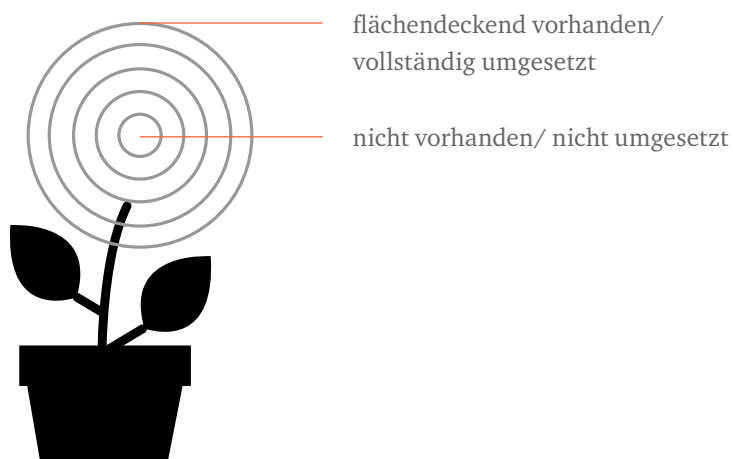 flächendeckend vorhanden/
vollständig umgesetzt
nicht vorhanden/ nicht umgesetzt